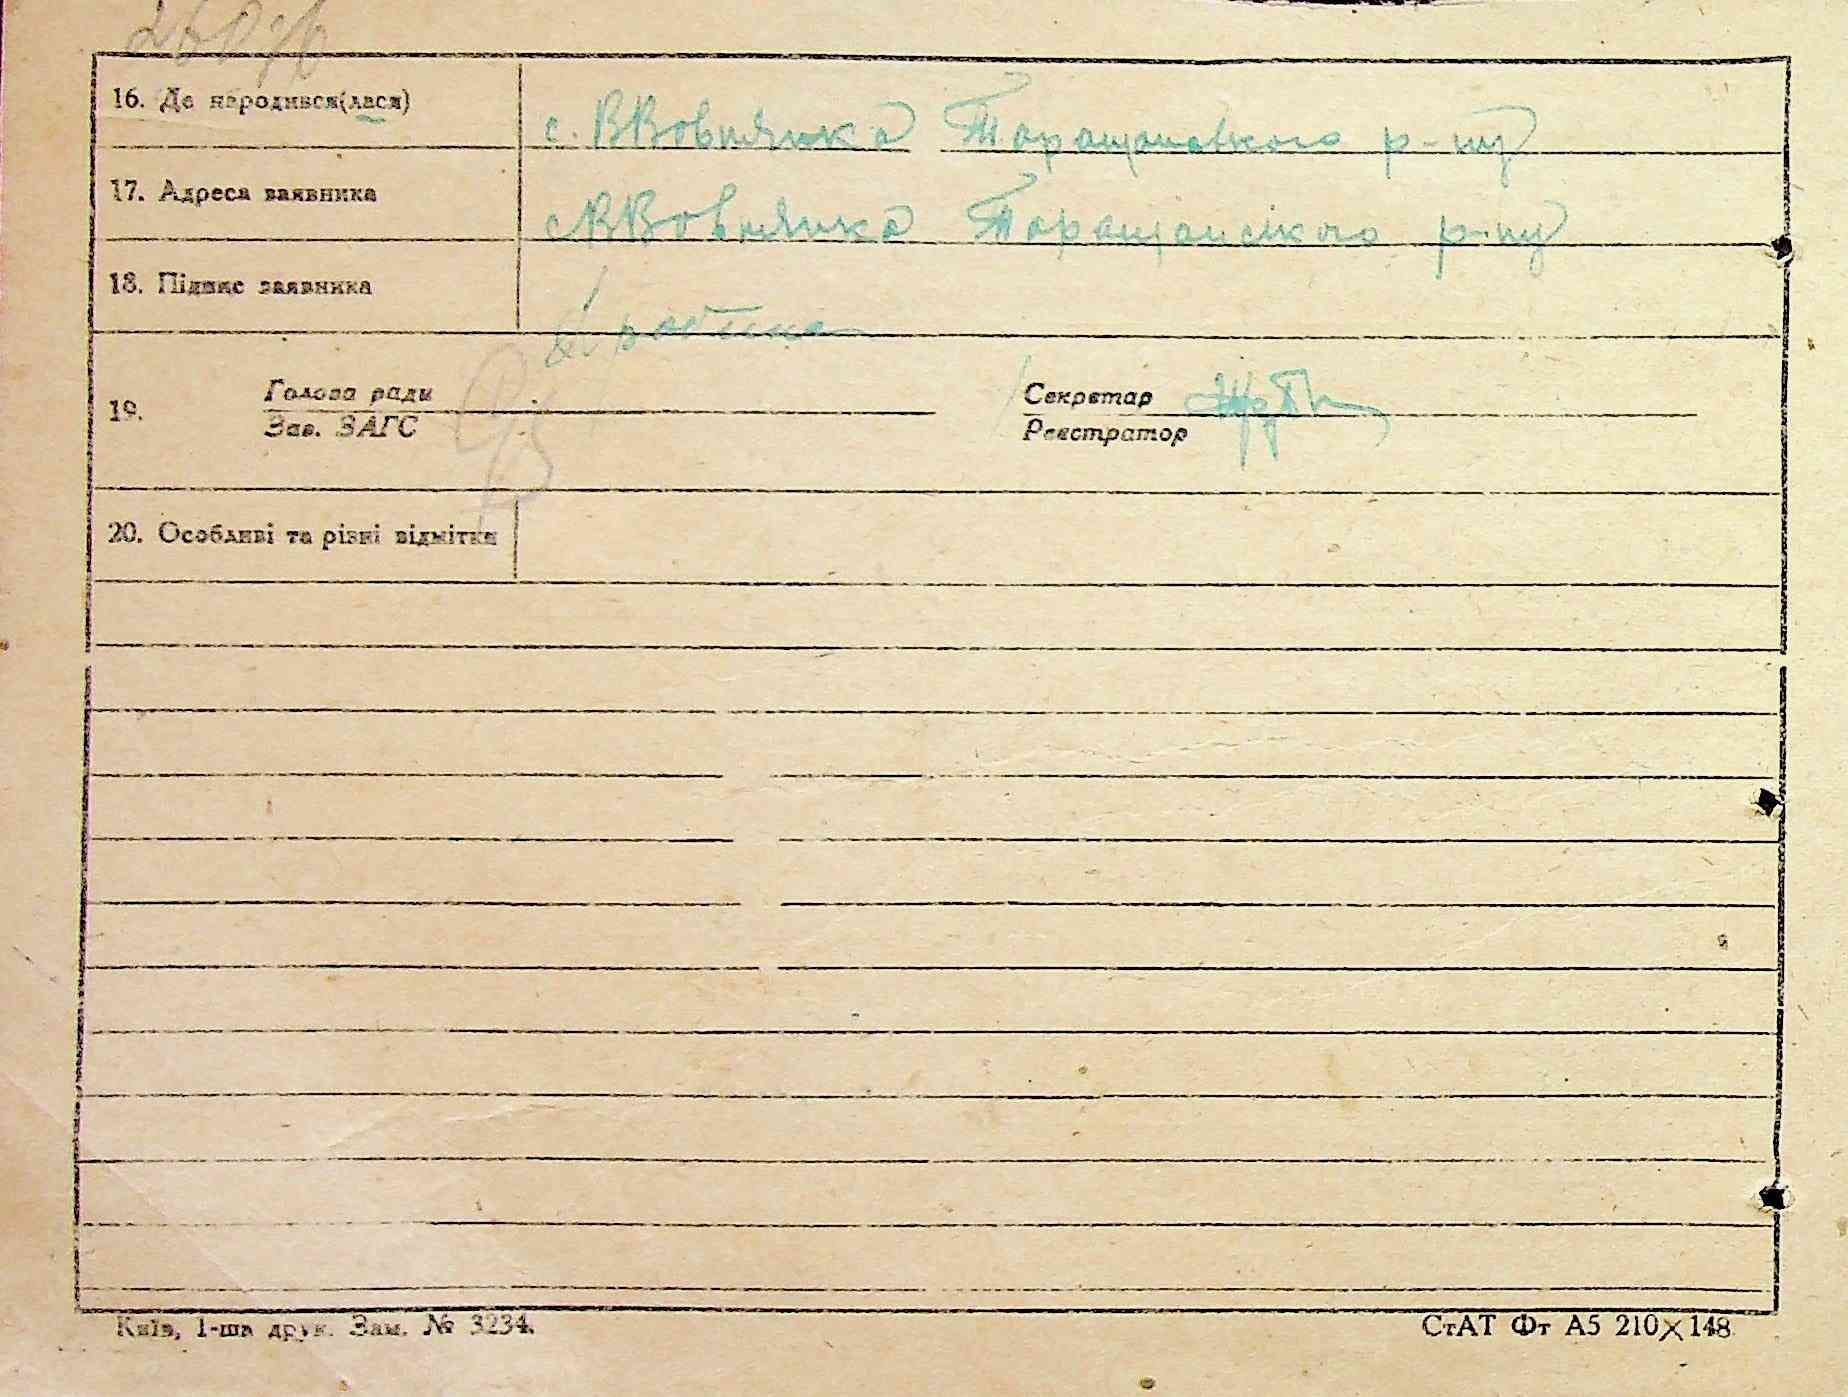 16. Де народився(лася)
с. ВВовнянка Таращанського р-ну
17. Адреса заявника
с ВВовнянка Таращанського р-ну
18. Підпис заявника
19.
Голова ради
Зав. ЗАГС
Секретар
Реєстратор
20. Особливі та різні відмітки
Київ, 1-ша друк. Зам. № 3234.
СтАТ Фт А5 210×148